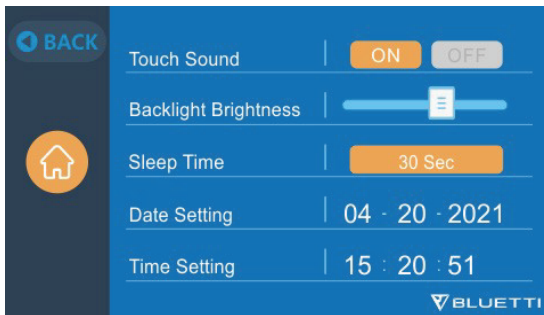 BACK
Touch Sound ON OFF
Backlight Brightness
Sleep Time 30 Sec
Date Setting 04 - 20 - 2021
Time Setting 15 : 20 : 51
BLUETTI